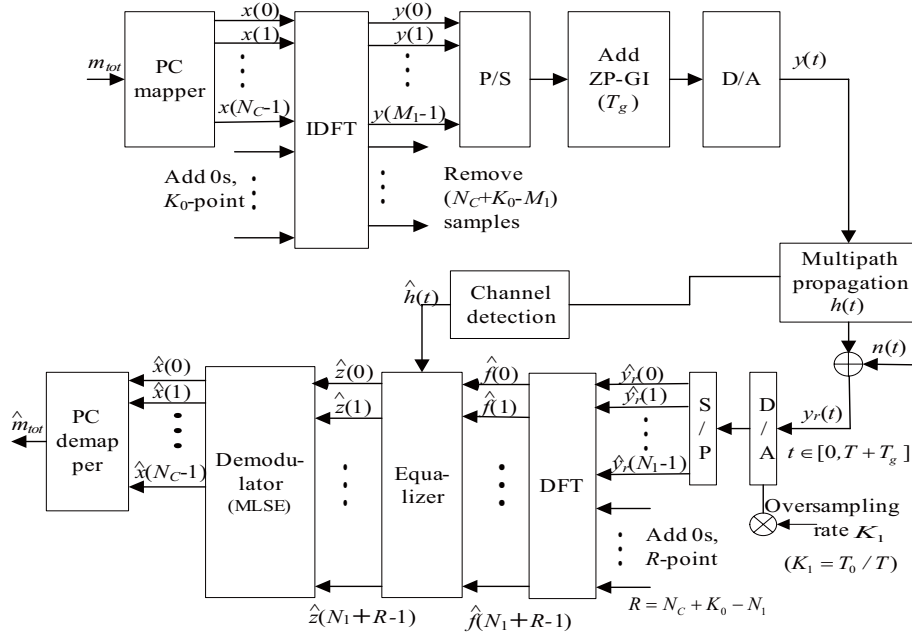 x(0)
x(1)
x(N_C-1)
m_tot
PC
mapper
IDFT
Add 0s,
K_0-point
y(0)
y(1)
y(M_1-1)
Remove
(N_C+K_0-M_1)
samples
P/S
Add
ZP-GI
(T_g)
D/A
y(t)
Multipath
propagation
h(t)
Channel
detection
ĥ(t)
n(t)
y_r(t)
t ∈ [0, T + T_g]
D
/
A
Oversampling
rate K_1
(K_1 = T_0 / T)
S
/
P
ŷ_r(0)
ŷ_r(1)
ŷ_r(N_1-1)
Add 0s,
R-point
R = N_C + K_0 − N_1
DFT
f̂(0)
f̂(1)
f̂(N_1+R-1)
Equa-
lizer
ẑ(0)
ẑ(1)
ẑ(N_1+R-1)
Demodu-
lator
(MLSE)
x̂(0)
x̂(1)
x̂(N_C-1)
PC
demap
per
m̂_tot